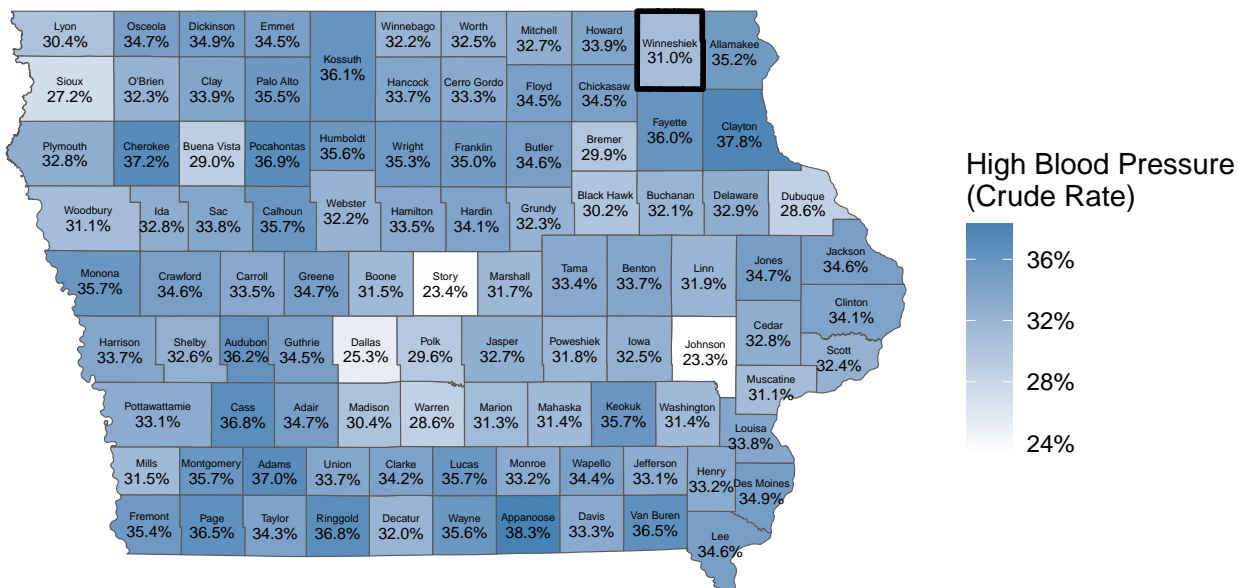 Lyon
30.4%
Osceola
34.7%
Dickinson
34.9%
Emmet
34.5%
Winnebago
32.2%
Worth
32.5%
Mitchell
32.7%
Howard
33.9%
Winneshiek
31.0%
Allamakee
35.2%
Kossuth
36.1%
Sioux
27.2%
O'Brien
32.3%
Clay
33.9%
Palo Alto
35.5%
Hancock
33.7%
Cerro Gordo
33.3%
Floyd
34.5%
Chickasaw
34.5%
Plymouth
32.8%
Cherokee
37.2%
Buena Vista
29.0%
Pocahontas
36.9%
Humboldt
35.6%
Wright
35.3%
Franklin
35.0%
Butler
34.6%
Bremer
29.9%
Fayette
36.0%
Clayton
37.8%
Woodbury
31.1%
Ida
32.8%
Sac
33.8%
Calhoun
35.7%
Webster
32.2%
Hamilton
33.5%
Hardin
34.1%
Grundy
32.3%
Black Hawk
30.2%
Buchanan
32.1%
Delaware
32.9%
Dubuque
28.6%
Monona
35.7%
Crawford
34.6%
Carroll
33.5%
Greene
34.7%
Boone
31.5%
Story
23.4%
Marshall
31.7%
Tama
33.4%
Benton
33.7%
Linn
31.9%
Jones
34.7%
Jackson
34.6%
Clinton
34.1%
Harrison
33.7%
Shelby
32.6%
Audubon
36.2%
Guthrie
34.5%
Dallas
25.3%
Polk
29.6%
Jasper
32.7%
Poweshiek
31.8%
Iowa
32.5%
Johnson
23.3%
Cedar
32.8%
Scott
32.4%
Muscatine
31.1%
Pottawattamie
33.1%
Cass
36.8%
Adair
34.7%
Madison
30.4%
Warren
28.6%
Marion
31.3%
Mahaska
31.4%
Keokuk
35.7%
Washington
31.4%
Louisa
33.8%
Mills
31.5%
Montgomery
35.7%
Adams
37.0%
Union
33.7%
Clarke
34.2%
Lucas
35.7%
Monroe
33.2%
Wapello
34.4%
Jefferson
33.1%
Henry
33.2%
Des Moines
34.9%
Fremont
35.4%
Page
36.5%
Taylor
34.3%
Ringgold
36.8%
Decatur
32.0%
Wayne
35.6%
Appanoose
38.3%
Davis
33.3%
Van Buren
36.5%
Lee
34.6%
High Blood Pressure
(Crude Rate)
36%
32%
28%
24%